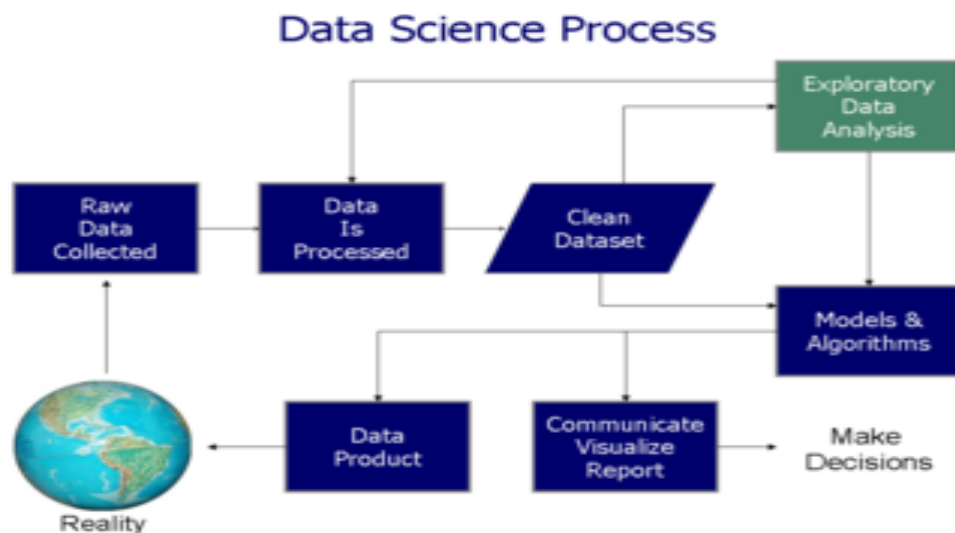 Data Science Process
Exploratory
Data
Analysis
Raw
Data
Collected
Data
Is
Processed
Clean
Dataset
Models &
Algorithms
Data
Product
Communicate
Visualize
Report
Make
Decisions
Reality